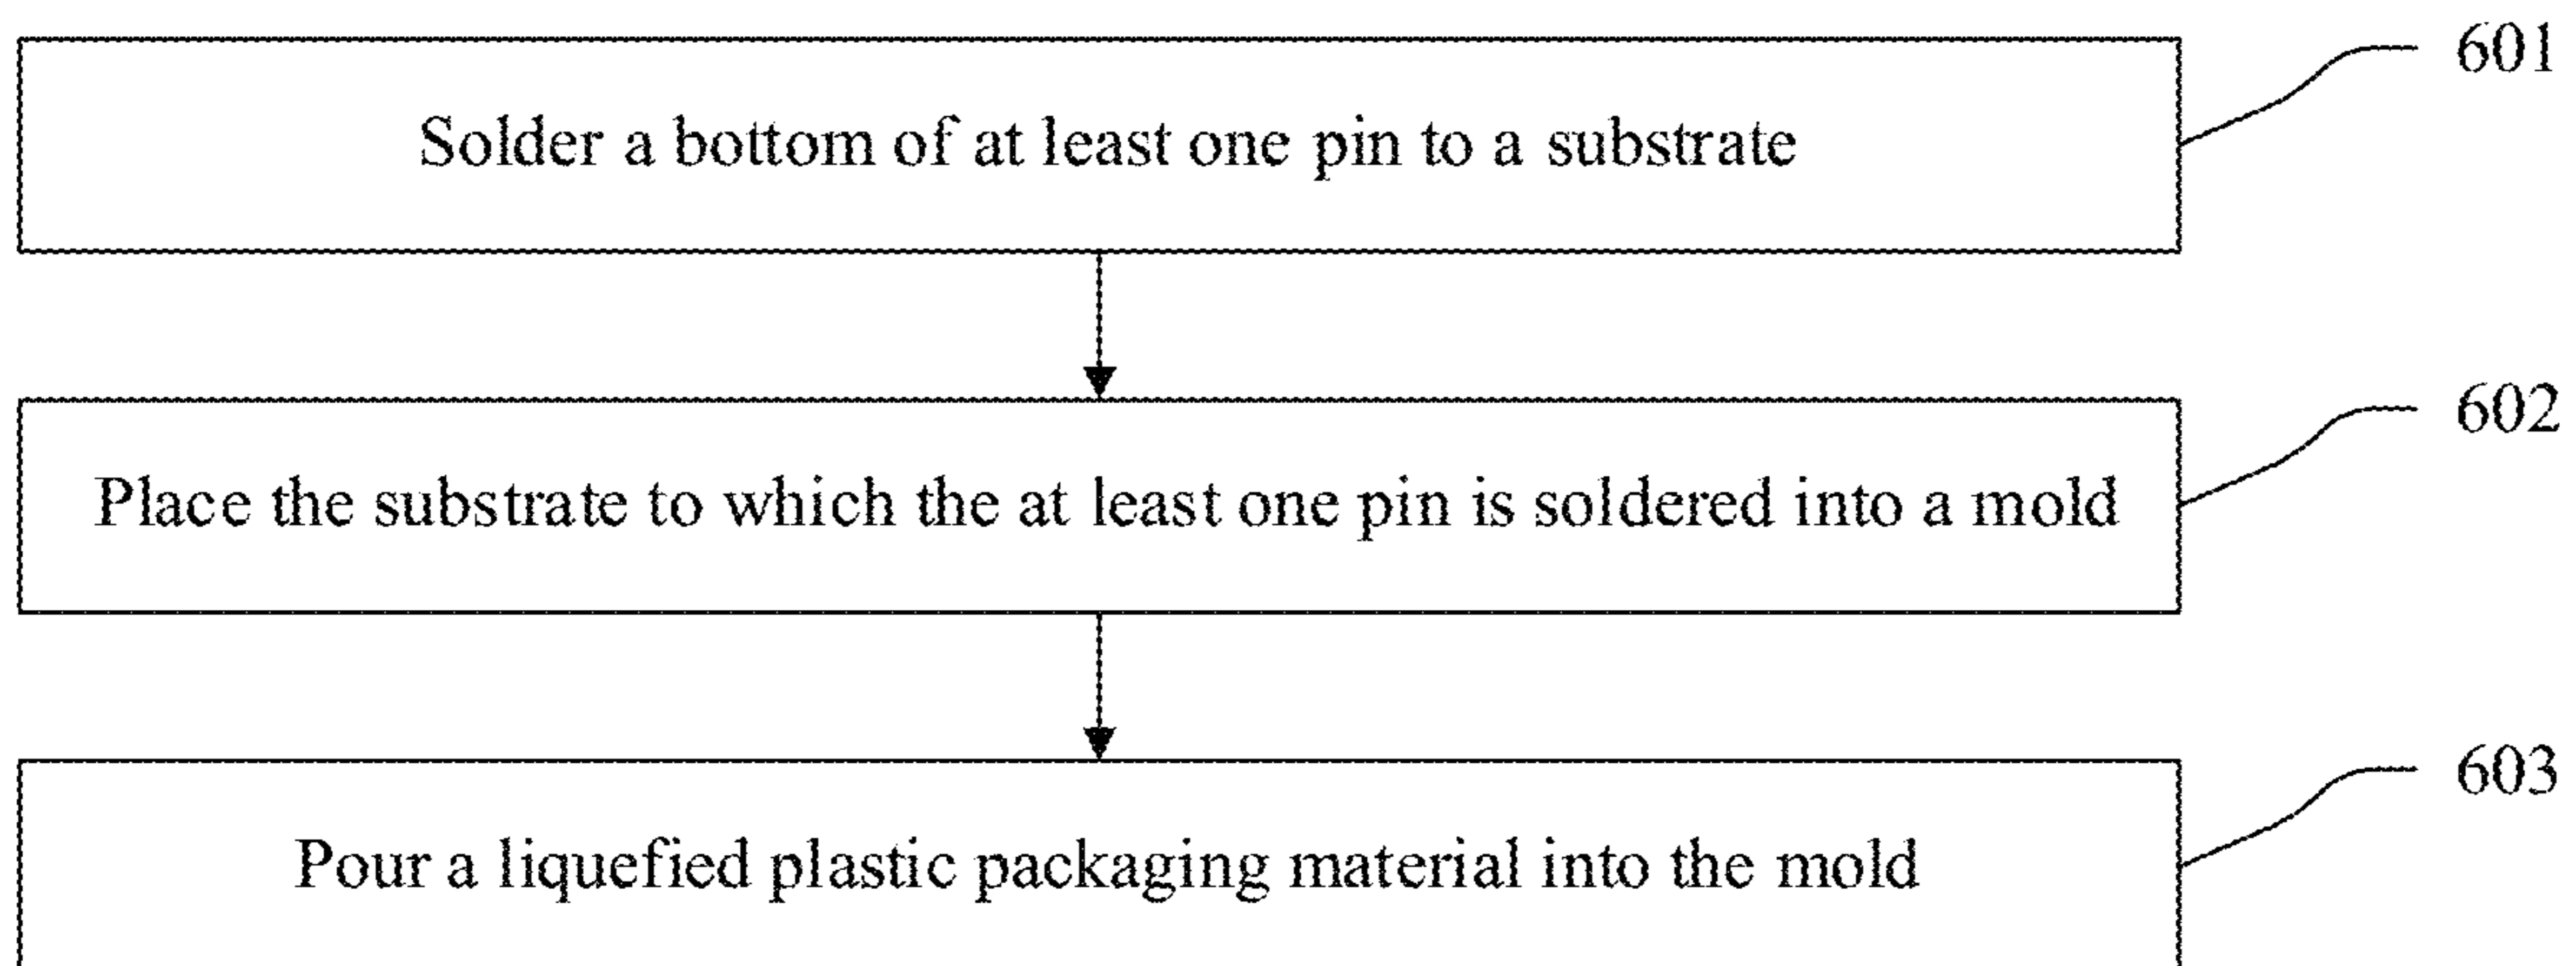 601
Solder a bottom of at least one pin to a substrate
602
Place the substrate to which the at least one pin is soldered into a mold
603
Pour a liquefied plastic packaging material into the mold